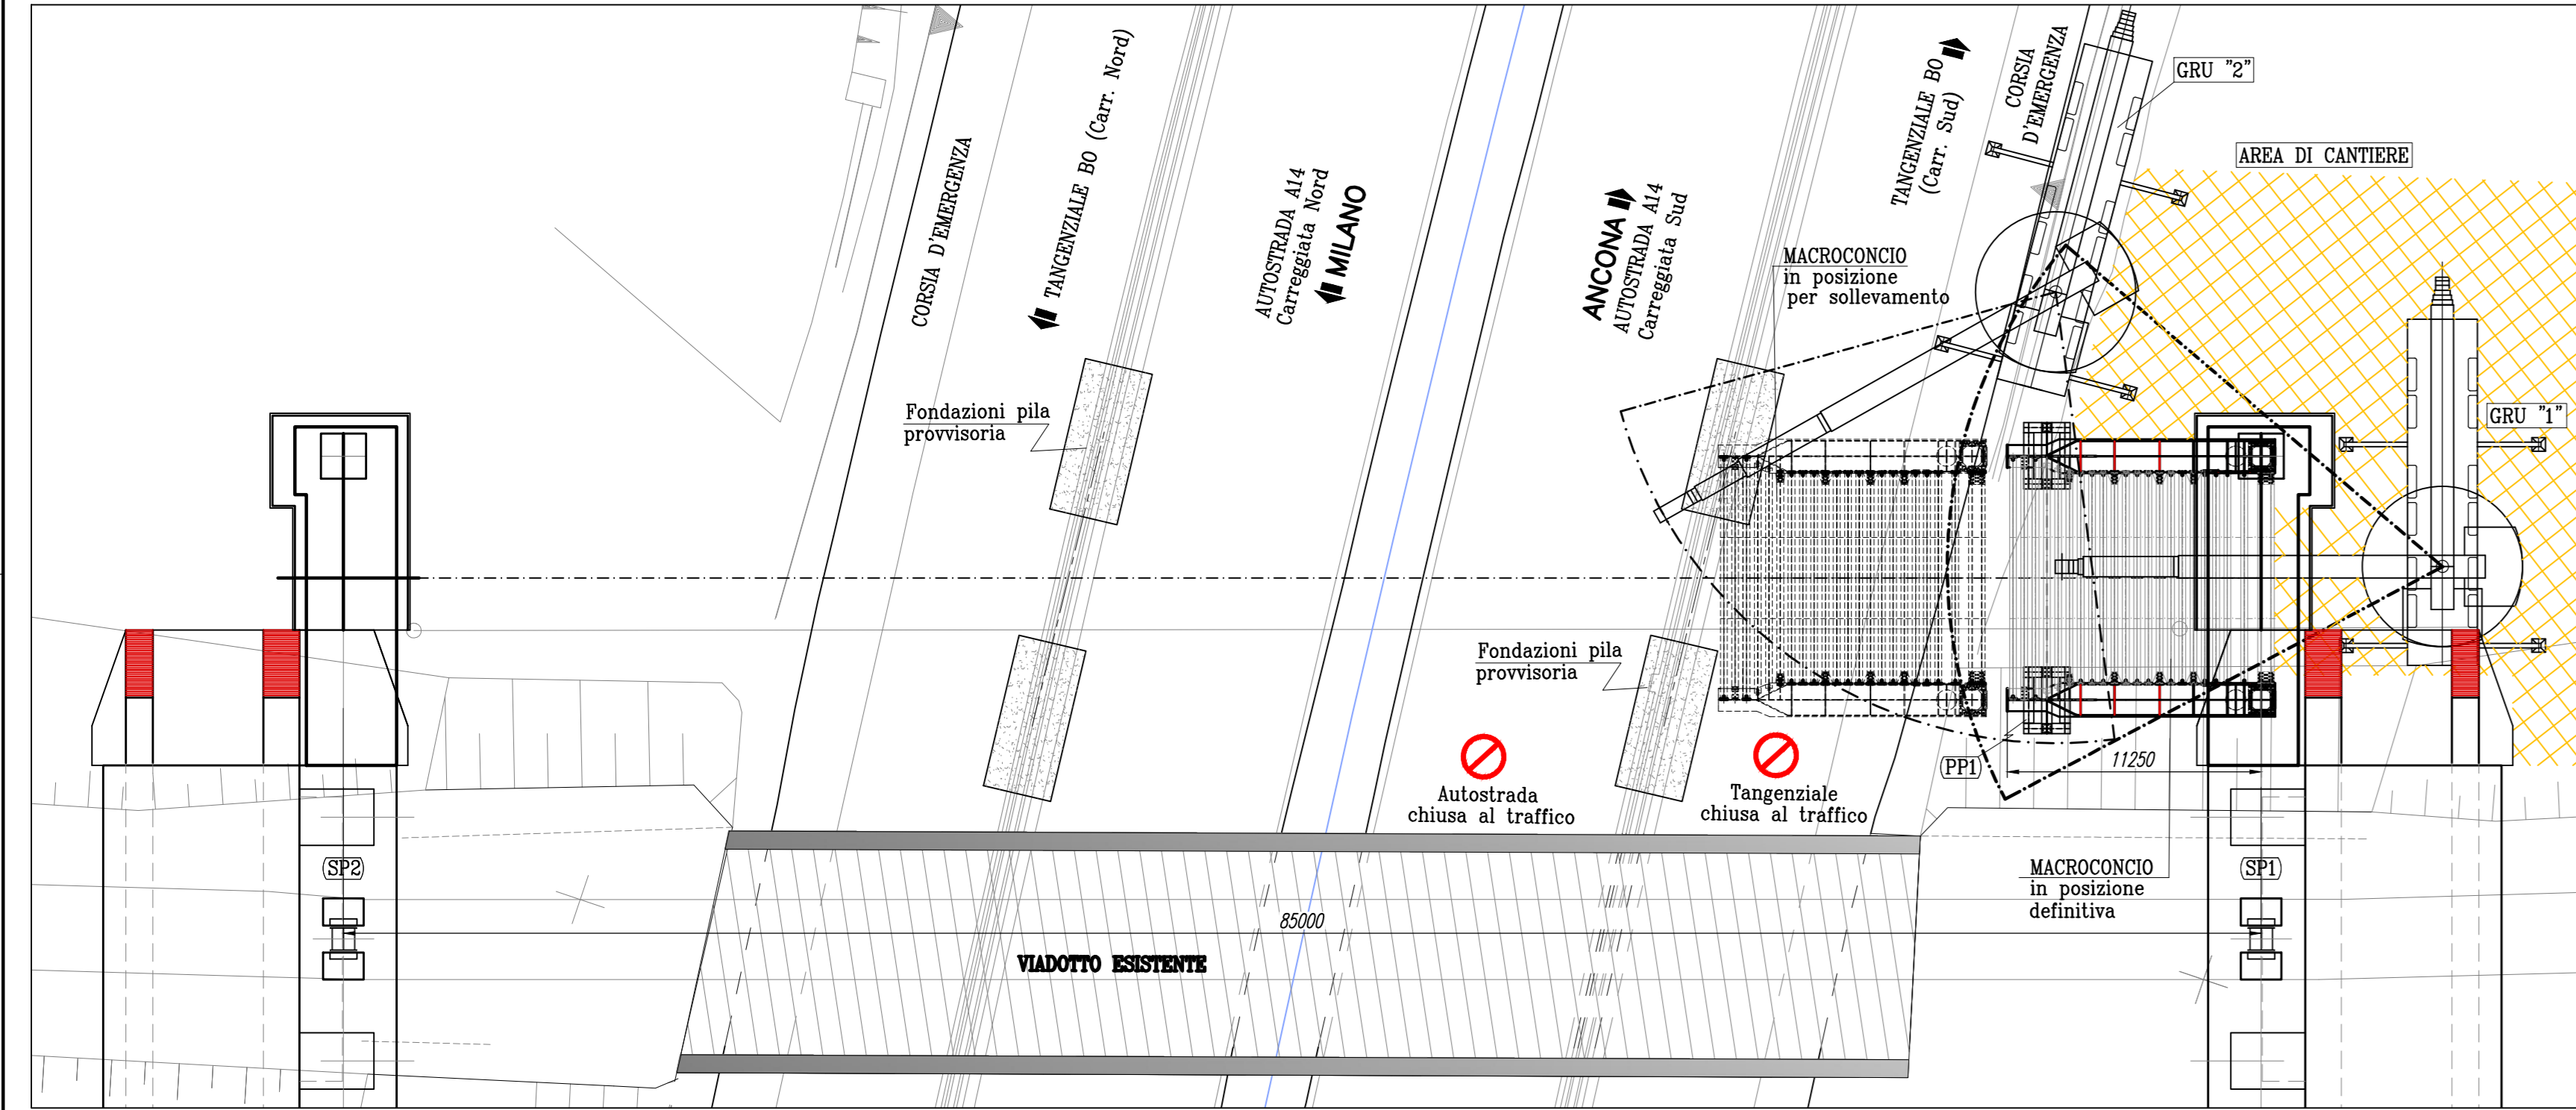 CORSIA D'EMERGENZA
TANGENZIALE BO (Carr. Nord)
AUTOSTRADA A14
Carreggiata Nord
MILANO
ANCONA
AUTOSTRADA A14
Carreggiata Sud
TANGENZIALE BO
(Carr. Sud)
CORSIA
D'EMERGENZA
GRU "2"
AREA DI CANTIERE
MACROCONCIO
in posizione
per sollevamento
Fondazioni pila
provvisoria
GRU "1"
Fondazioni pila
provvisoria
Autostrada
chiusa al traffico
Tangenziale
chiusa al traffico
(PP1)
11250
(SP2)
MACROCONCIO
in posizione
definitiva
(SP1)
85000
VIADOTTO ESISTENTE